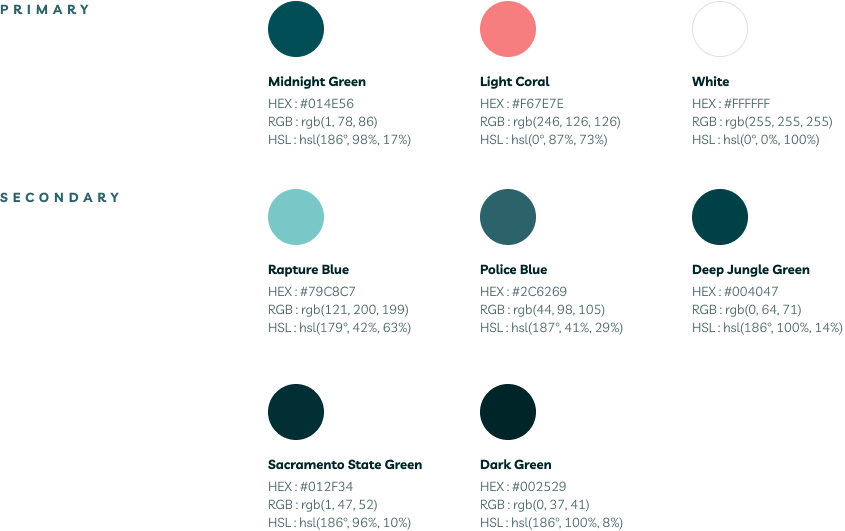 PRIMARY
Midnight Green
HEX : #014E56
RGB : rgb(1, 78, 86)
HSL : hsl(186°, 98%, 17%)
Light Coral
HEX : #F67E7E
RGB : rgb(246, 126, 126)
HSL : hsl(0°, 87%, 73%)
White
HEX : #FFFFFF
RGB : rgb(255, 255, 255)
HSL : hsl(0°, 0%, 100%)
SECONDARY
Rapture Blue
HEX : #79C8C7
RGB : rgb(121, 200, 199)
HSL : hsl(179°, 42%, 63%)
Police Blue
HEX : #2C6269
RGB : rgb(44, 98, 105)
HSL : hsl(187°, 41%, 29%)
Deep Jungle Green
HEX : #004047
RGB : rgb(0, 64, 71)
HSL : hsl(186°, 100%, 14%)
Sacramento State Green
HEX : #012F34
RGB : rgb(1, 47, 52)
HSL : hsl(186°, 96%, 10%)
Dark Green
HEX : #002529
RGB : rgb(0, 37, 41)
HSL : hsl(186°, 100%, 8%)